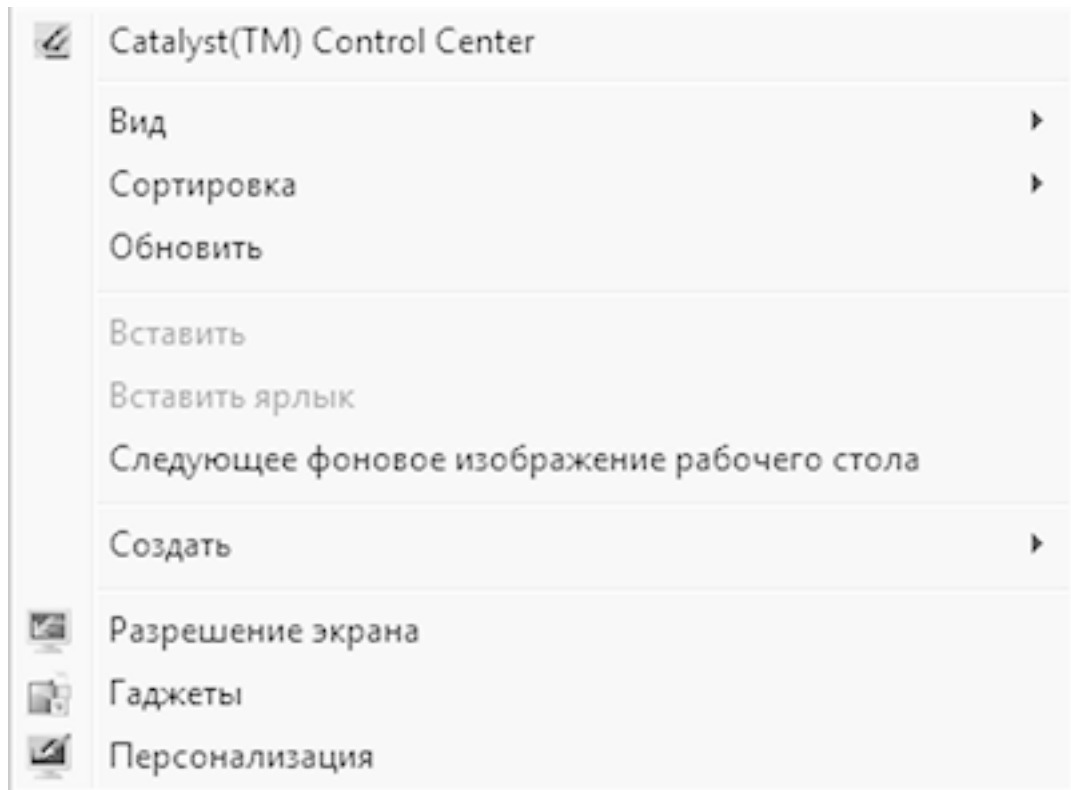 Catalyst(TM) Control Center
Вид
Сортировка
Обновить
Вставить
Вставить ярлык
Следующее фоновое изображение рабочего стола
Создать
Разрешение экрана
Гаджеты
Персонализация